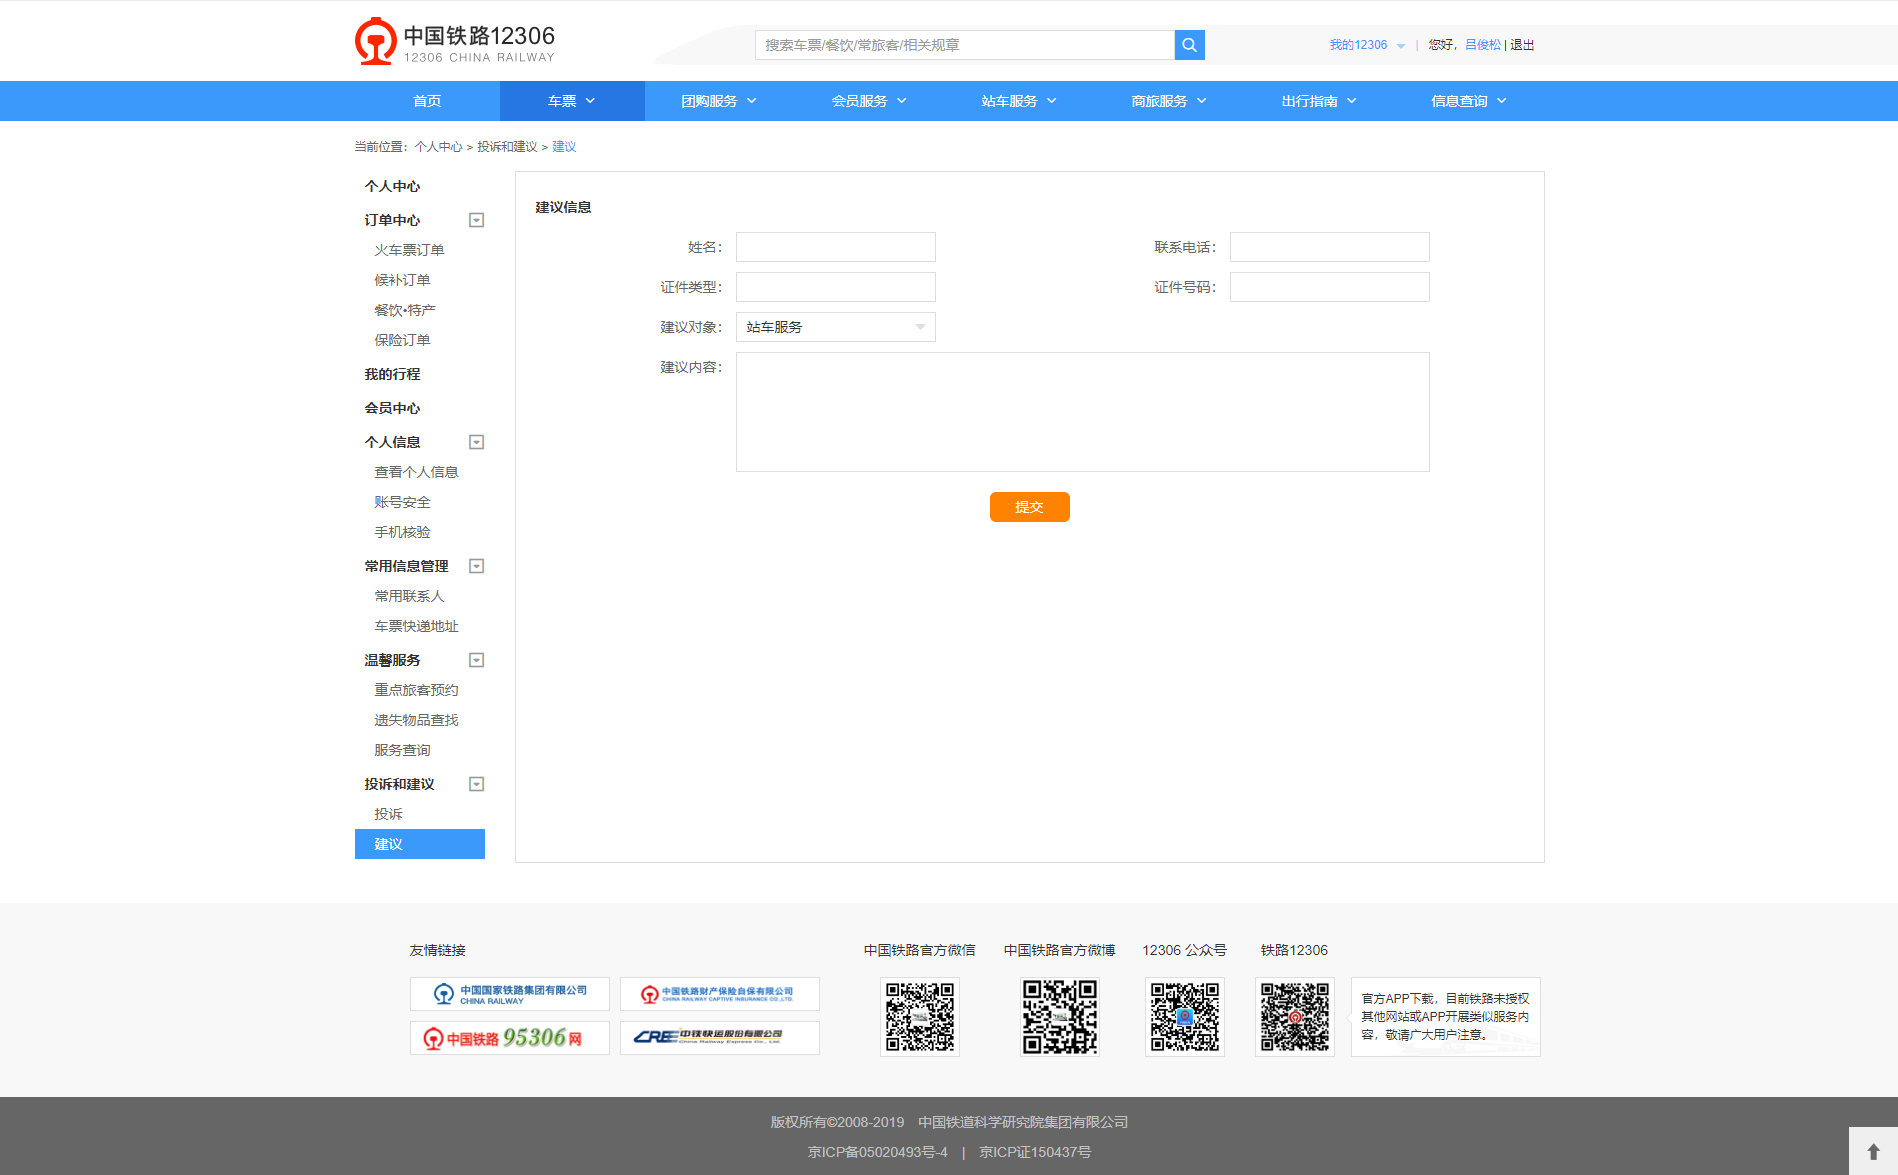 中国铁路12306
12306 CHINA RAILWAY
搜索车票/餐饮/常旅客/相关规章
我的12306 | 您好，吕俊松 | 退出
首页 车票 团购服务 会员服务 站车服务 商旅服务 出行指南 信息查询
当前位置：个人中心 > 投诉和建议 > 建议
个人中心
订单中心
火车票订单
候补订单
餐饮•特产
保险订单
我的行程
会员中心
个人信息
查看个人信息
账号安全
手机核验
常用信息管理
常用联系人
车票快递地址
温馨服务
重点旅客预约
遗失物品查找
服务查询
投诉和建议
投诉
建议
建议信息
姓名： 联系电话：
证件类型： 证件号码：
建议对象： 站车服务
建议内容：
提交
友情链接
中国国家铁路集团有限公司
CHINA RAILWAY
中国铁路财产保险自保有限公司
CHINA RAILWAY CAPTIVE INSURANCE CO.,LTD.
中国铁路 95306 网
CRE 中铁快运股份有限公司
China Railway Express Co., Ltd.
中国铁路官方微信 中国铁路官方微博 12306 公众号 铁路12306
官方APP下载，目前铁路未授权
其他网站或APP开展类似服务内
容，敬请广大用户注意。
版权所有©2008-2019 中国铁道科学研究院集团有限公司
京ICP备05020493号-4 | 京ICP证150437号